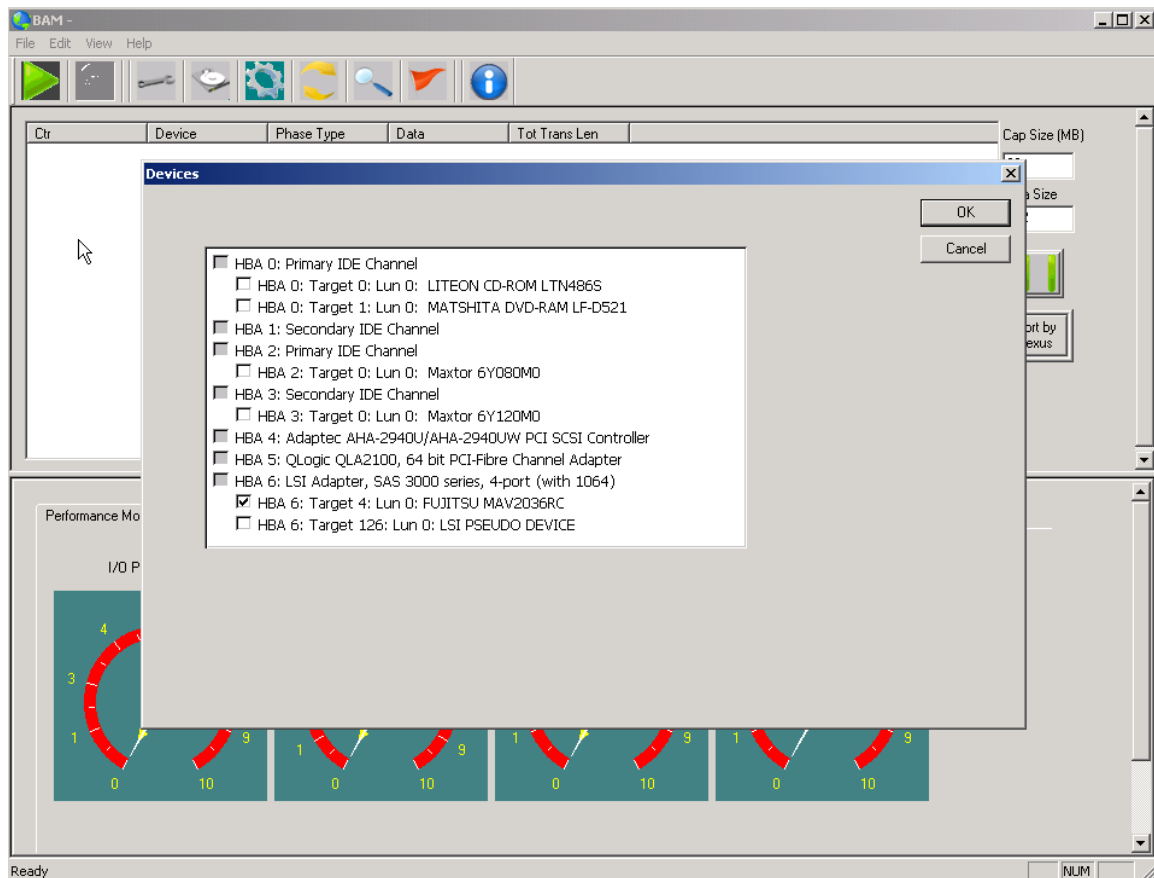 BAM -
File Edit View Help
Ctr Device Phase Type Data Tot Trans Len
Cap Size (MB)
Devices
Size
OK
Cancel
HBA 0: Primary IDE Channel
HBA 0: Target 0: Lun 0: LITEON CD-ROM LTN486S
HBA 0: Target 1: Lun 0: MATSHITA DVD-RAM LF-D521
HBA 1: Secondary IDE Channel
HBA 2: Primary IDE Channel
HBA 2: Target 0: Lun 0: Maxtor 6Y080M0
HBA 3: Secondary IDE Channel
HBA 3: Target 0: Lun 0: Maxtor 6Y120M0
HBA 4: Adaptec AHA-2940U/AHA-2940UW PCI SCSI Controller
HBA 5: QLogic QLA2100, 64 bit PCI-Fibre Channel Adapter
HBA 6: LSI Adapter, SAS 3000 series, 4-port (with 1064)
HBA 6: Target 4: Lun 0: FUJITSU MAV2036RC
HBA 6: Target 126: Lun 0: LSI PSEUDO DEVICE
by
Performance Mo
I/O P
4
3
1 9 1 9 1 9 1 9
0 10 0 10 0 10 0 10
Ready NUM